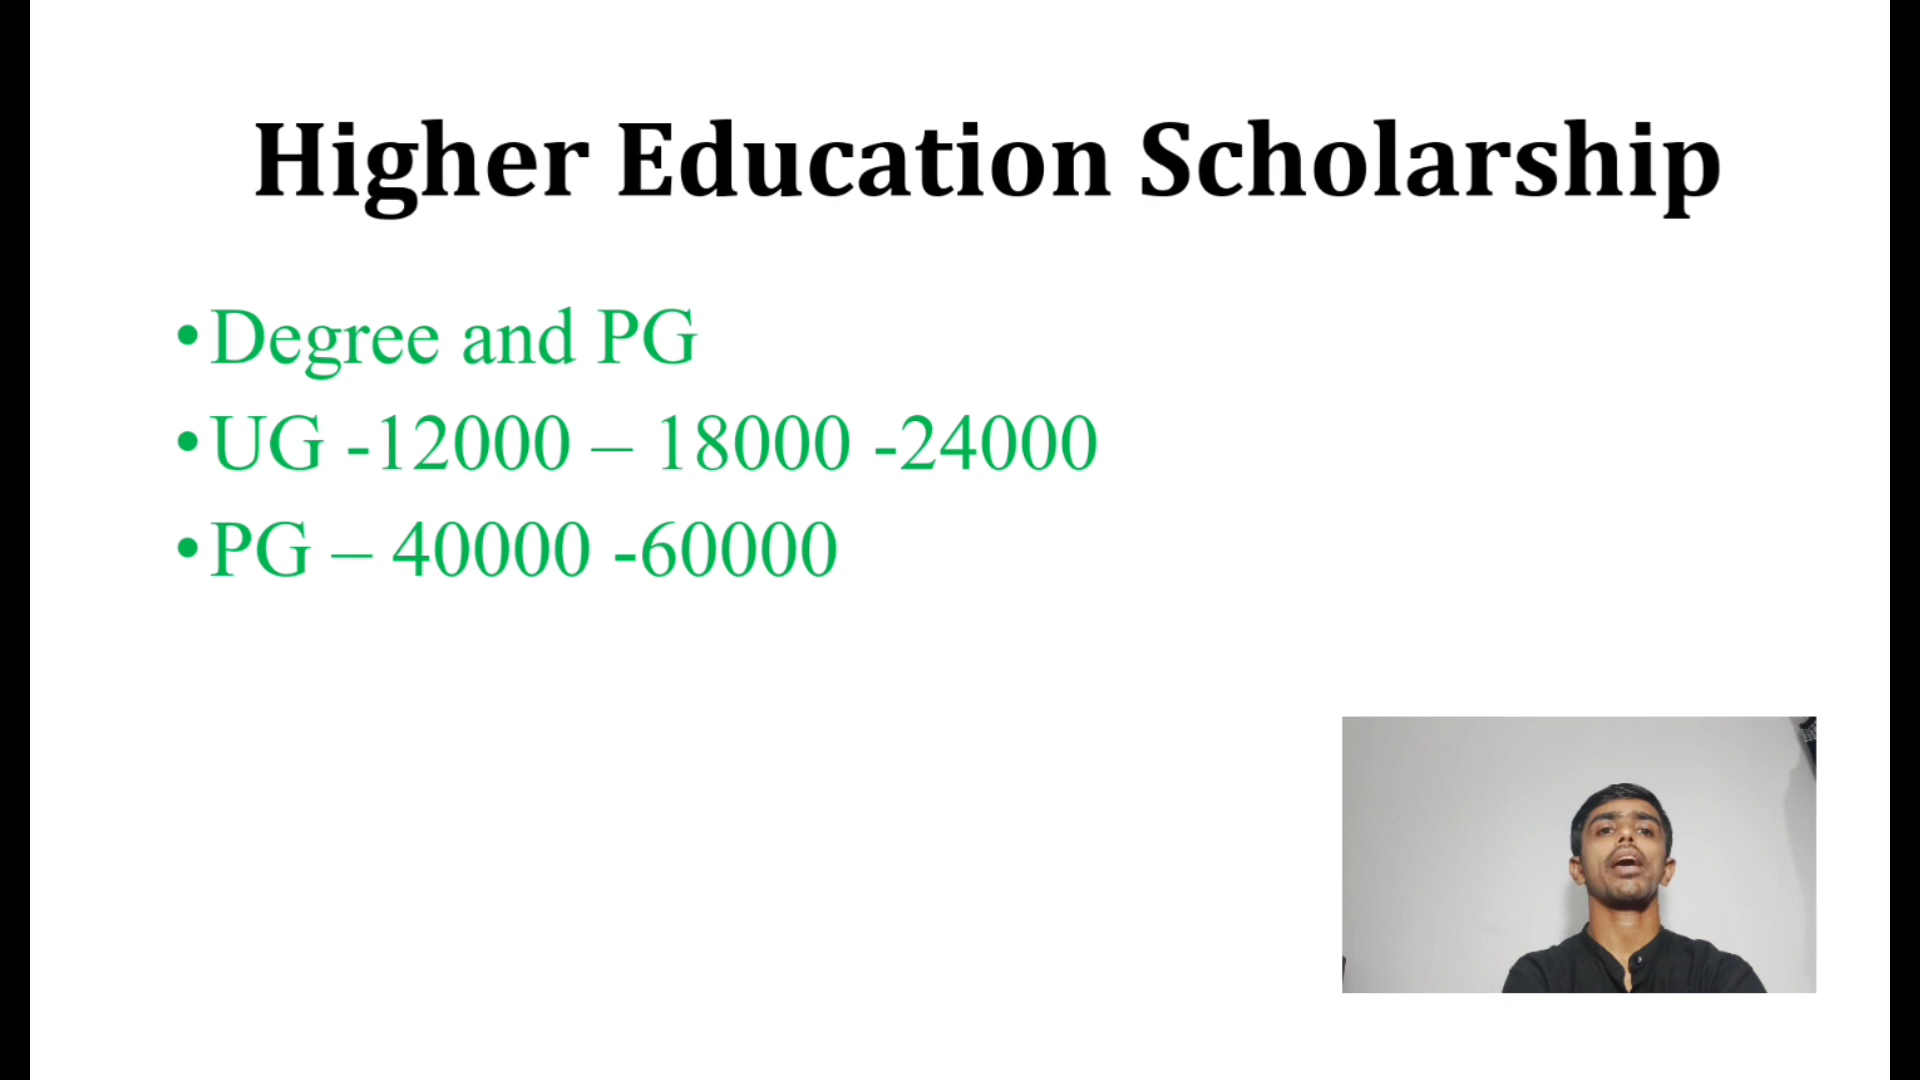 Higher Education Scholarship
•Degree and PG
•UG -12000 – 18000 -24000
•PG – 40000 -60000